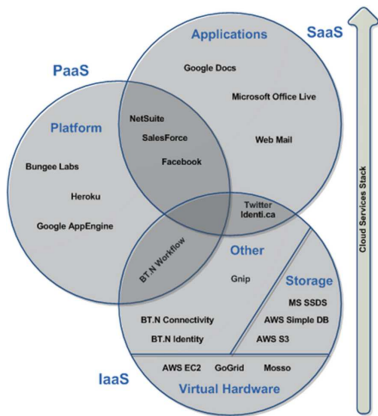 SaaS
Applications
PaaS
Google Docs
Microsoft Office Live
NetSuite
Platform
SalesForce
Web Mail
Facebook
Bungee Labs
Heroku
Twitter
Identi.ca
Google AppEngine
Other
BT.N Workflow
Gnip
Storage
MS SSDS
BT.N Connectivity
AWS Simple DB
BT.N Identity
AWS S3
IaaS
AWS EC2 GoGrid Mosso
Virtual Hardware
Cloud Services Stack